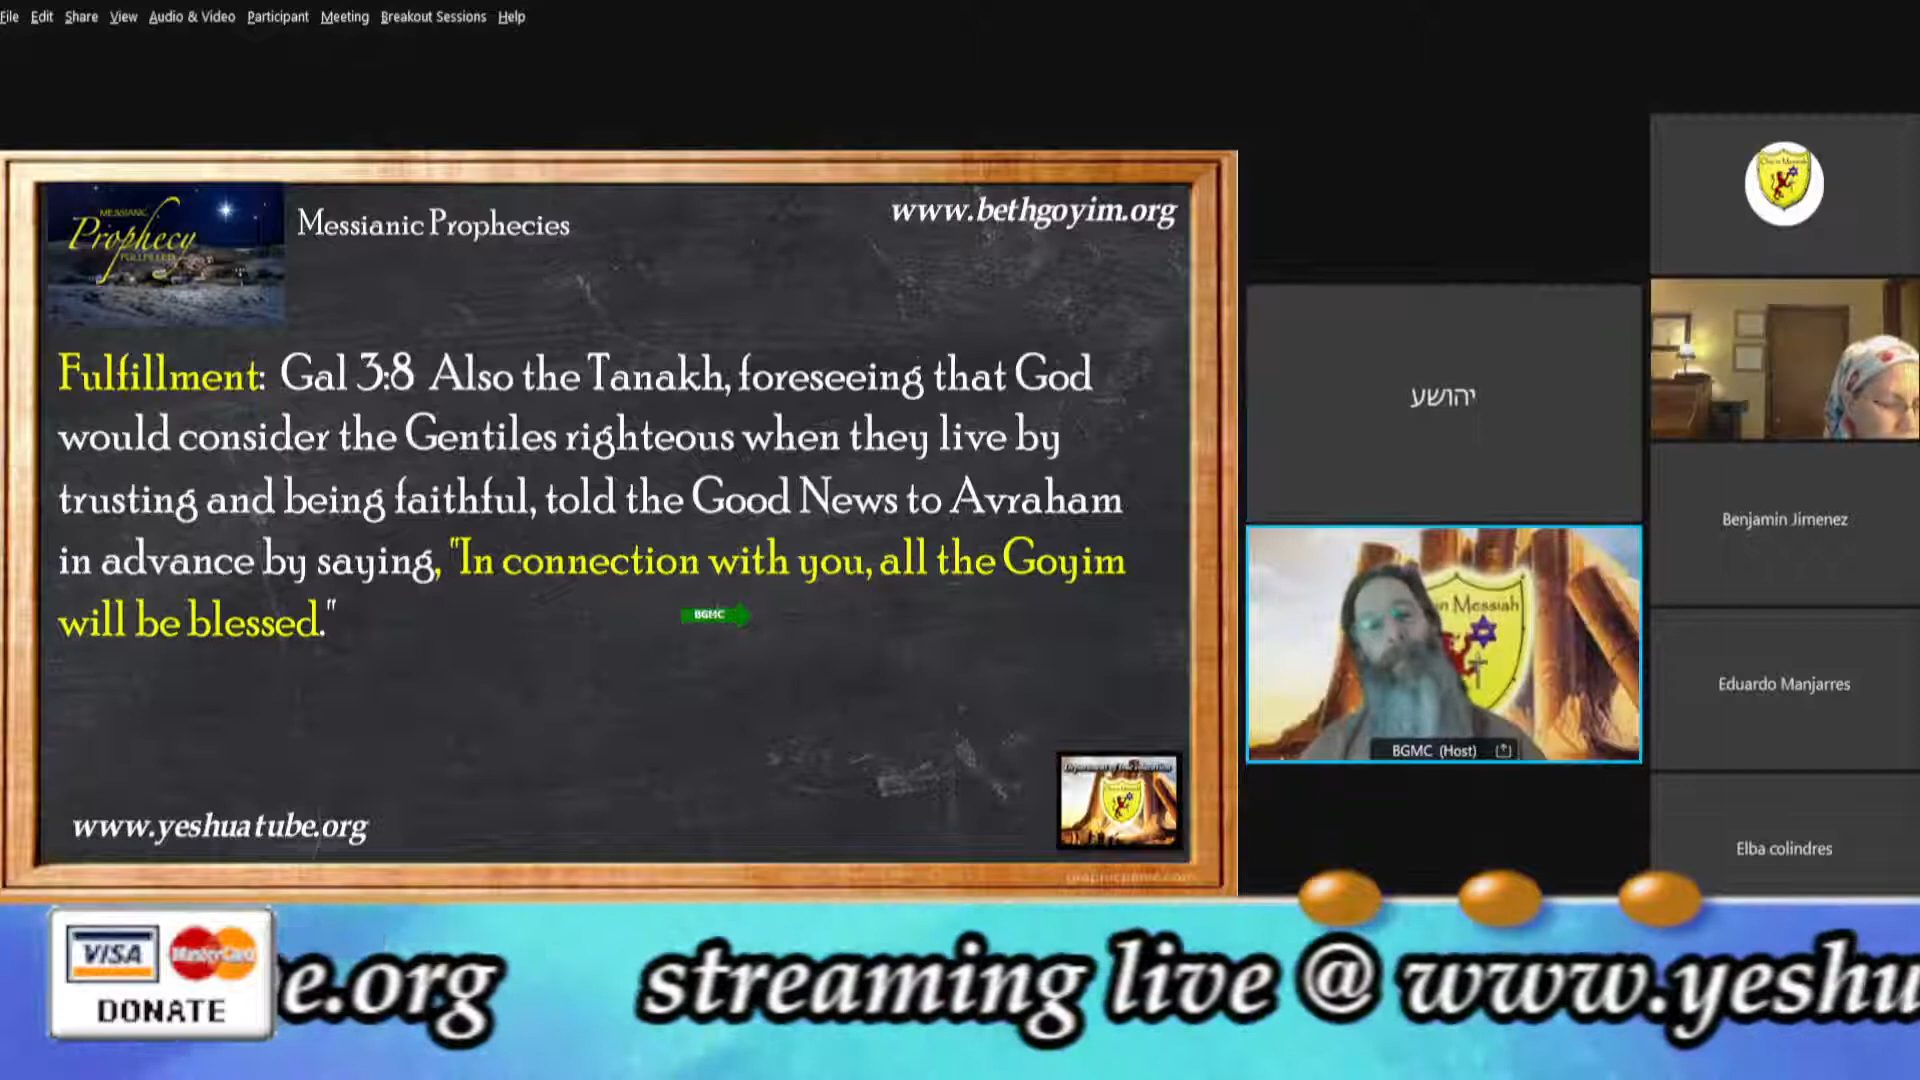 File Edit Share View Audio & Video Participant Meeting Breakout Sessions Help
MESSIANIC
Prophecy
FULFILLED
Messianic Prophecies
www.bethgoyim.org
Fulfillment: Gal 3:8 Also the Tanakh, foreseeing that God
would consider the Gentiles righteous when they live by
trusting and being faithful, told the Good News to Avraham
in advance by saying, "In connection with you, all the Goyim
will be blessed."
BGMC
www.yeshuatube.org
יהושע
in Messiah
BGMC (Host)
Benjamin Jimenez
Eduardo Manjarres
Elba colindres
VISA MasterCard
DONATE
e.org streaming live @ www.yeshu